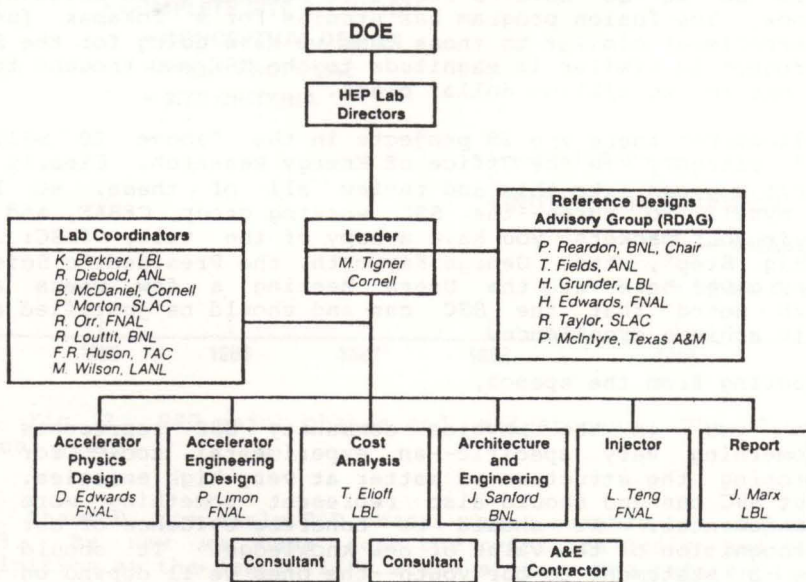 DOE
HEP Lab
Directors
Lab Coordinators
K. Berkner, LBL
R. Diebold, ANL
B. McDaniel, Cornell
P. Morton, SLAC
R. Orr, FNAL
R. Louttit, BNL
F.R. Huson, TAC
M. Wilson, LANL
Leader
M. Tigner
Cornell
Reference Designs
Advisory Group (RDAG)
P. Reardon, BNL, Chair
T. Fields, ANL
H. Grunder, LBL
H. Edwards, FNAL
R. Taylor, SLAC
P. McIntyre, Texas A&M
Accelerator
Physics
Design
D. Edwards
FNAL
Accelerator
Engineering
Design
P. Limon
FNAL
Cost
Analysis
T. Elioff
LBL
Architecture
and
Engineering
J. Sanford
BNL
Injector
L. Teng
FNAL
Report
J. Marx
LBL
Consultant
Consultant
A&E
Contractor